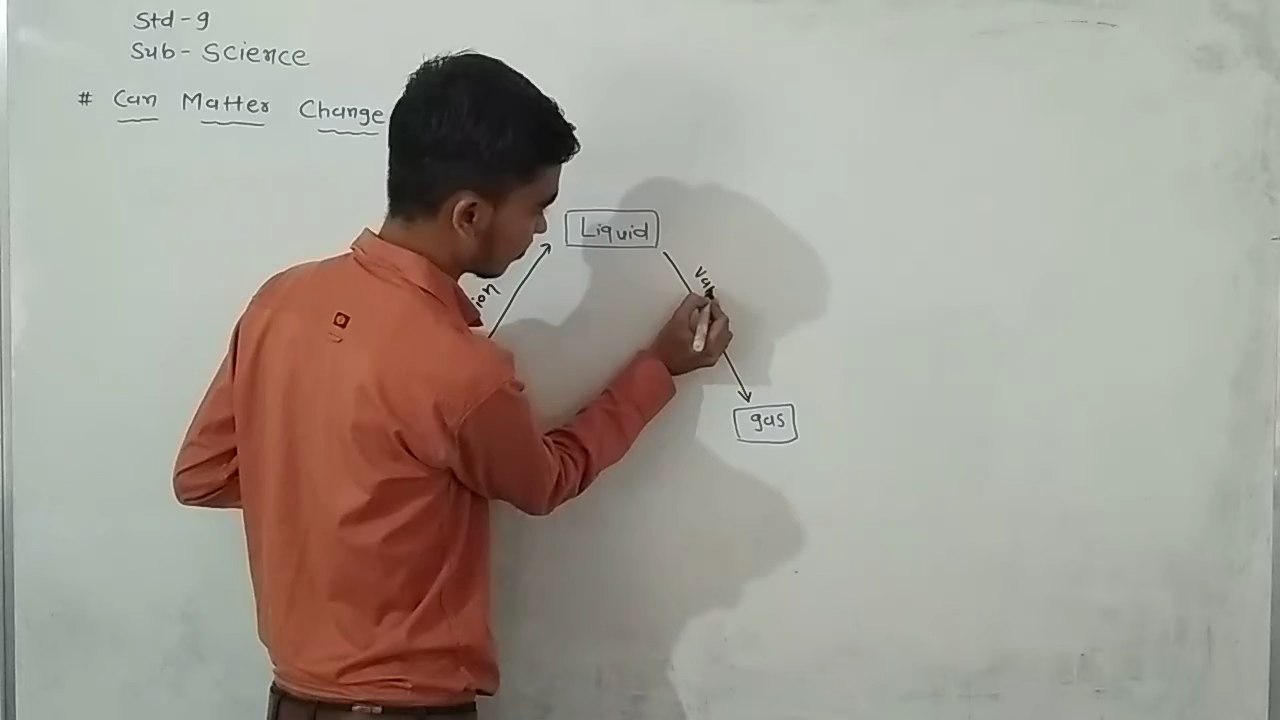 Std-9
Sub- Science
# Can Matter Change
Liquid
gas